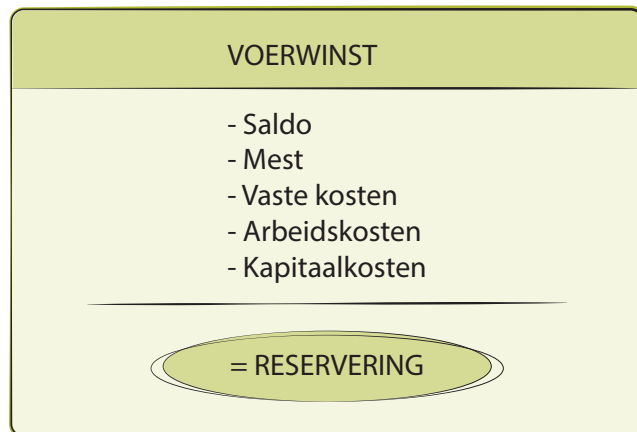 VOERWINST
- Saldo
- Mest
- Vaste kosten
- Arbeidskosten
- Kapitaalkosten
= RESERVERING